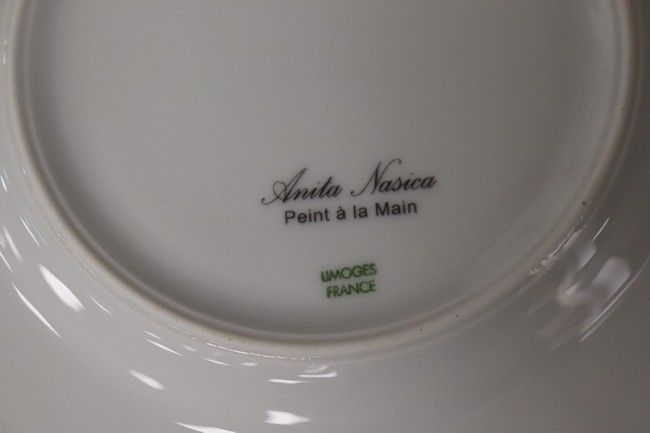 Anita Nasica
Peint à la Main
LIMOGES
FRANCE